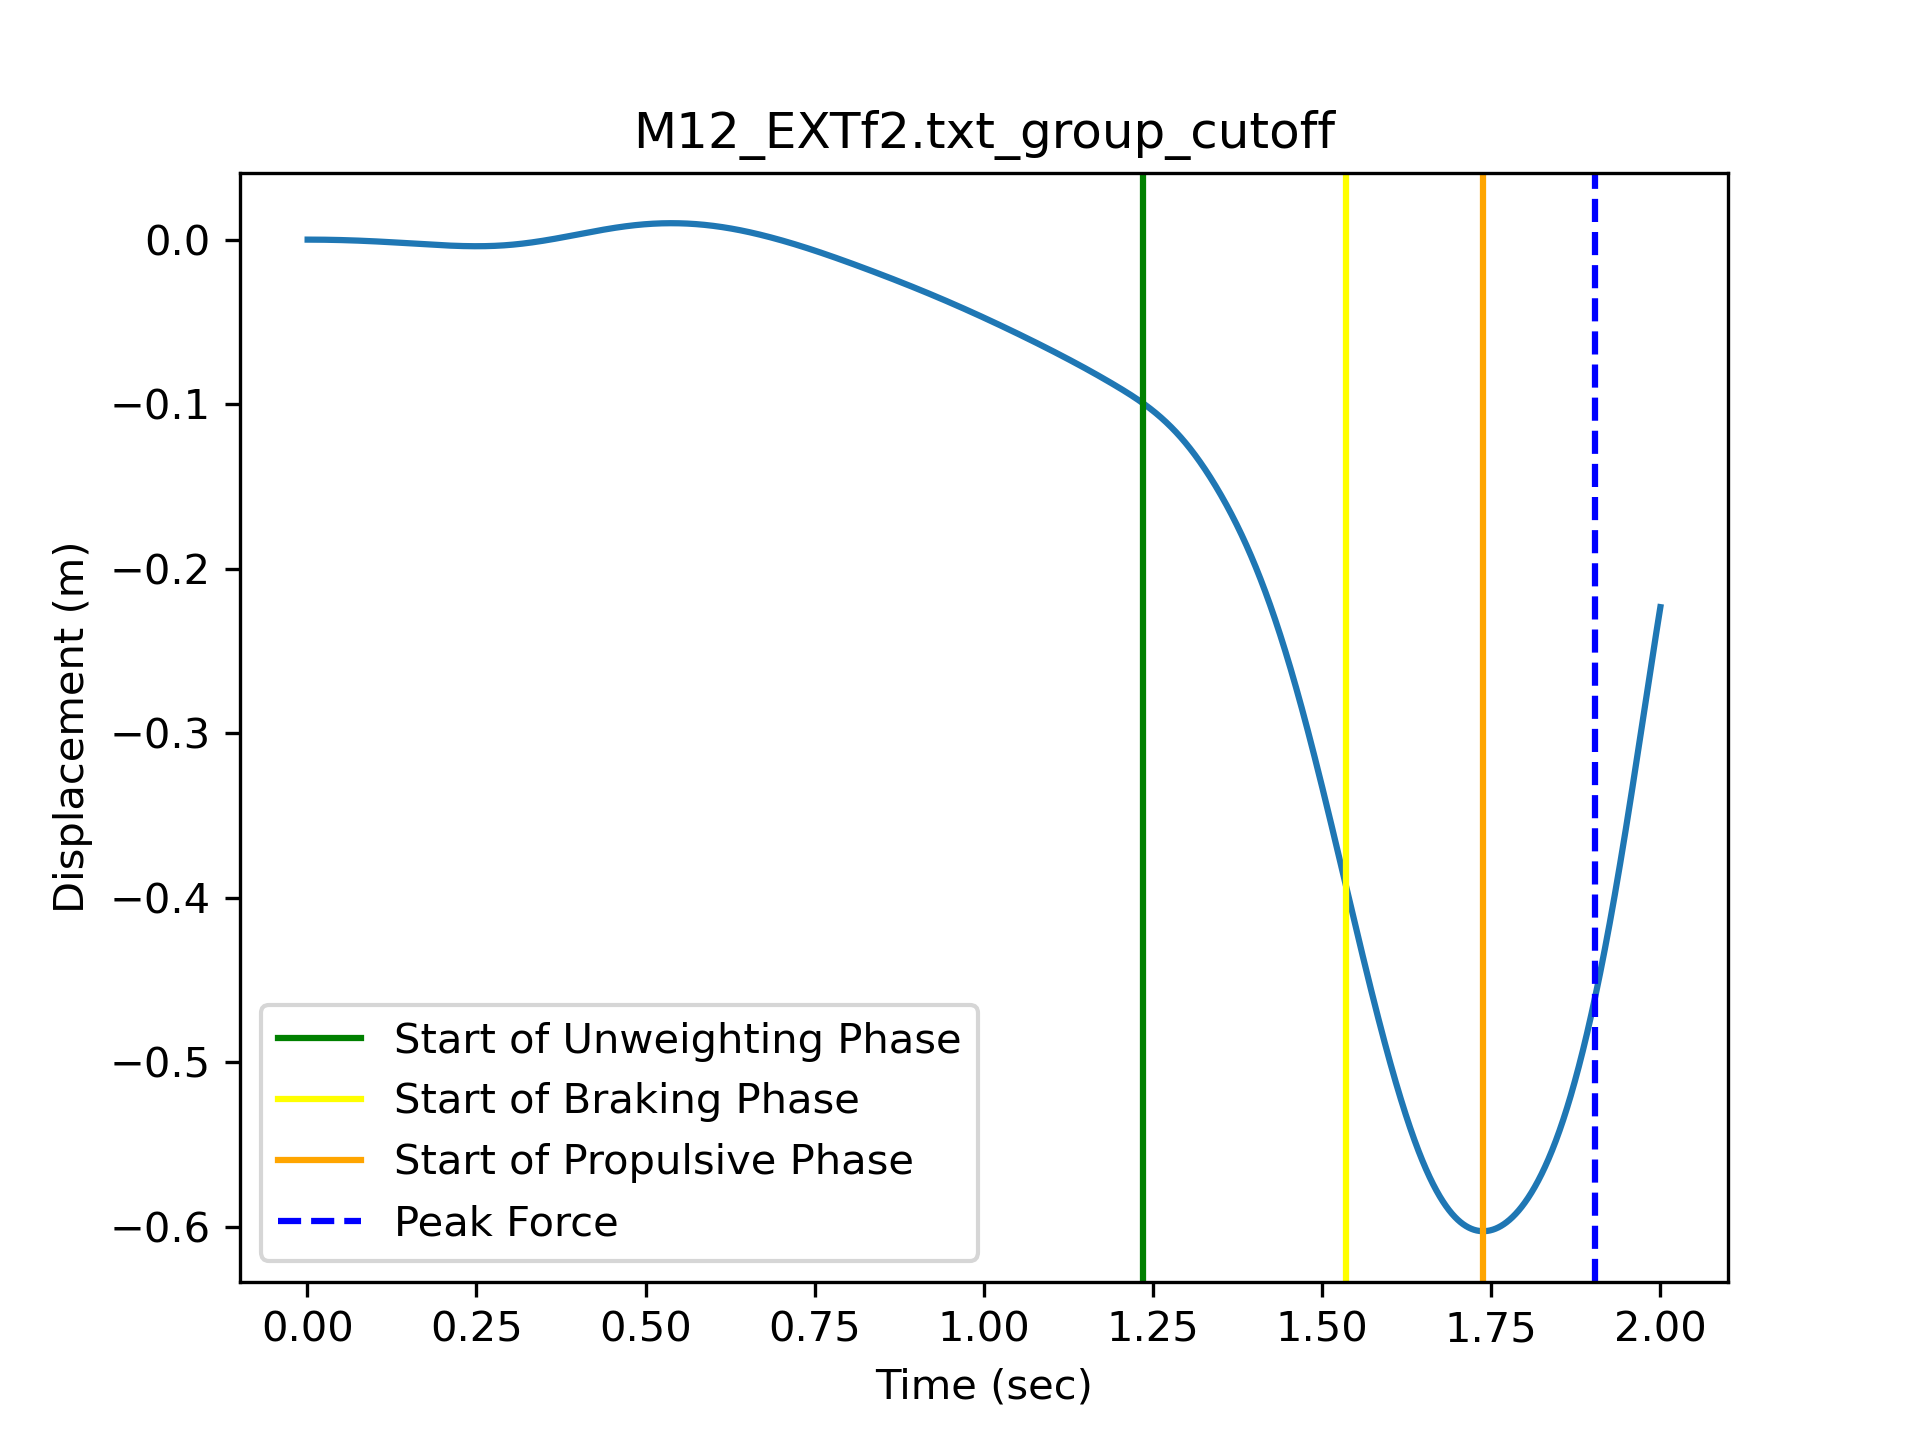 M12_EXTf2.txt_group_cutoff
0.0
−0.1
−0.2
−0.3
−0.4
−0.5
−0.6
Displacement (m)
Start of Unweighting Phase
Start of Braking Phase
Start of Propulsive Phase
Peak Force
0.00 0.25 0.50 0.75 1.00 1.25 1.50 1.75 2.00
Time (sec)